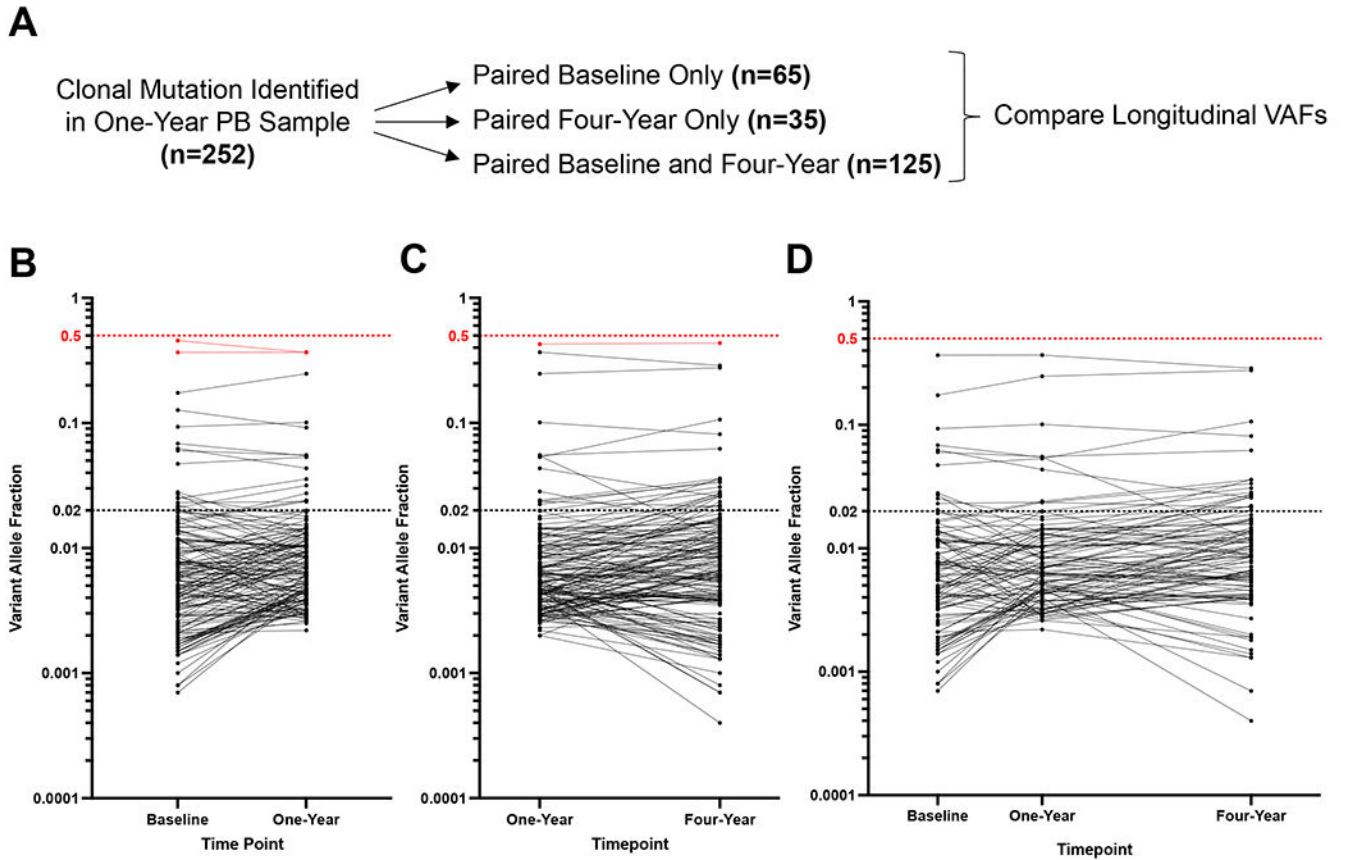 A
Clonal Mutation Identified
in One-Year PB Sample
(n=252)
Paired Baseline Only (n=65)
Paired Four-Year Only (n=35)
Paired Baseline and Four-Year (n=125)
Compare Longitudinal VAFs
B
Variant Allele Fraction
1
0.5
0.1
0.02
0.01
0.001
0.0001
Baseline
One-Year
Time Point
C
Variant Allele Fraction
1
0.5
0.1
0.02
0.01
0.001
0.0001
One-Year
Four-Year
Timepoint
D
Variant Allele Fraction
1
0.5
0.1
0.02
0.01
0.001
0.0001
Baseline
One-Year
Four-Year
Timepoint